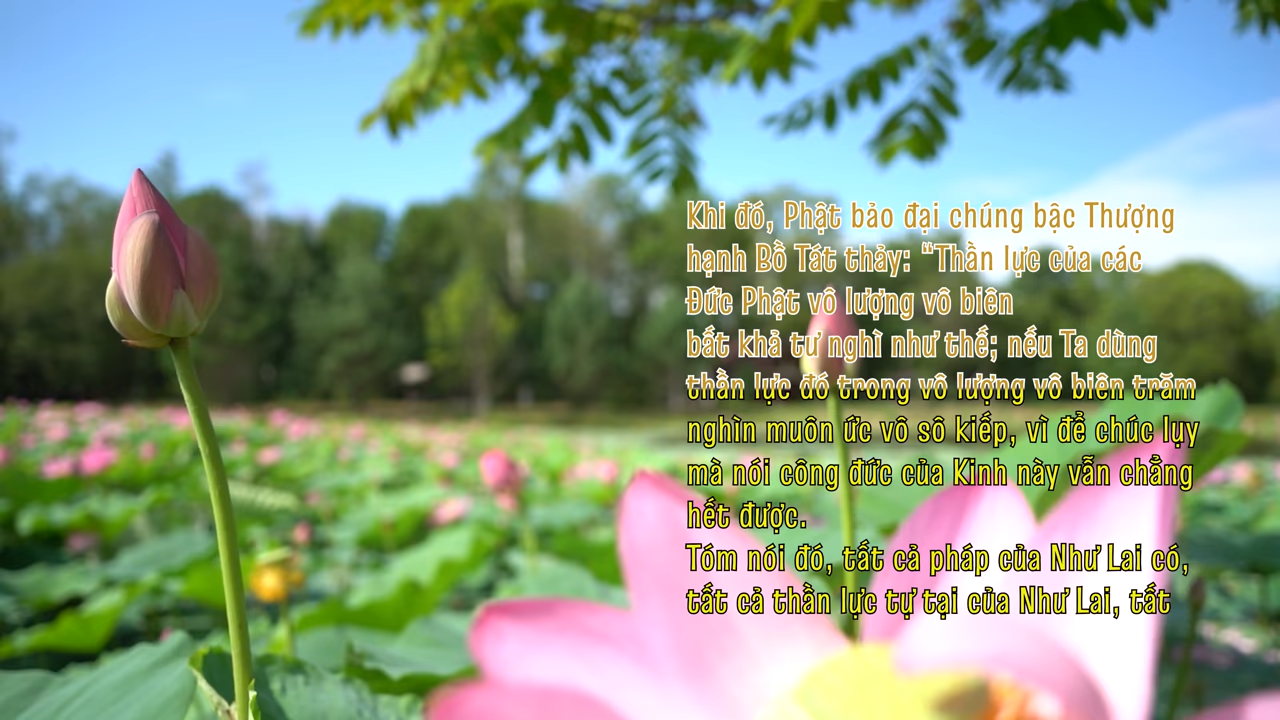 Khi đó, Phật bảo đại chúng bậc Thượng
hạnh Bồ Tát thảy: “Thần lực của các
Đức Phật vô lượng vô biên
bất khả tư nghì như thế; nếu Ta dùng
thần lực đó trong vô lượng vô biên trăm
nghìn muôn ức vô số kiếp, vì để chúc lụy
mà nói công đức của Kinh này vẫn chẳng
hết được.
Tóm nói đó, tất cả pháp của Như Lai có,
tất cả thần lực tự tại của Như Lai, tất